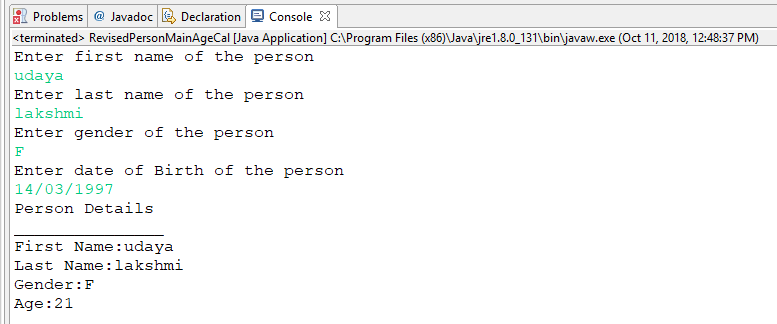 Problems @ Javadoc Declaration Console
<terminated> RevisedPersonMainAgeCal [Java Application] C:\Program Files (x86)\Java\jre1.8.0_131\bin\javaw.exe (Oct 11, 2018, 12:48:37 PM)
Enter first name of the person
udaya
Enter last name of the person
lakshmi
Enter gender of the person
F
Enter date of Birth of the person
14/03/1997
Person Details
_______________
First Name:udaya
Last Name:lakshmi
Gender:F
Age:21